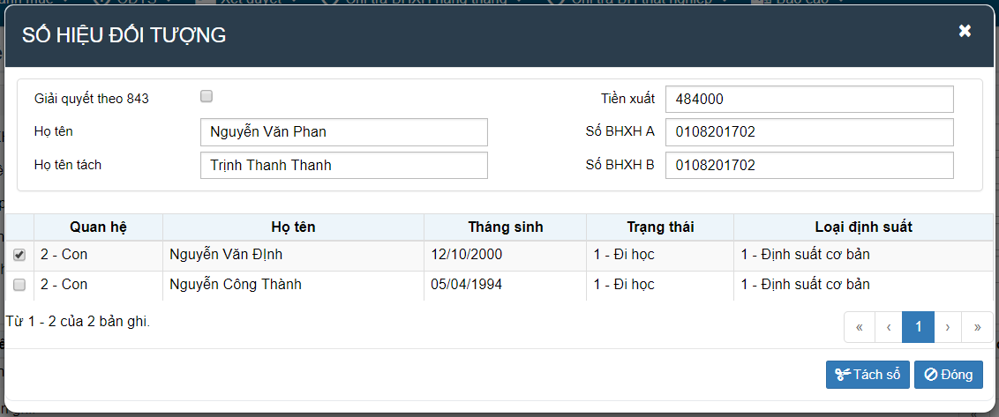 SỐ HIỆU ĐỐI TƯỢNG
Giải quyết theo 843
Tiền xuất 484000
Họ tên Nguyễn Văn Phan
Số BHXH A 0108201702
Họ tên tách Trịnh Thanh Thanh
Số BHXH B 0108201702
Quan hệ Họ tên Tháng sinh Trạng thái Loại định suất
2 - Con Nguyễn Văn ĐỊnh 12/10/2000 1 - Đi học 1 - Định suất cơ bản
2 - Con Nguyễn Công Thành 05/04/1994 1 - Đi học 1 - Định suất cơ bản
Từ 1 - 2 của 2 bản ghi.
« ‹ 1 › »
Tách sổ Đóng